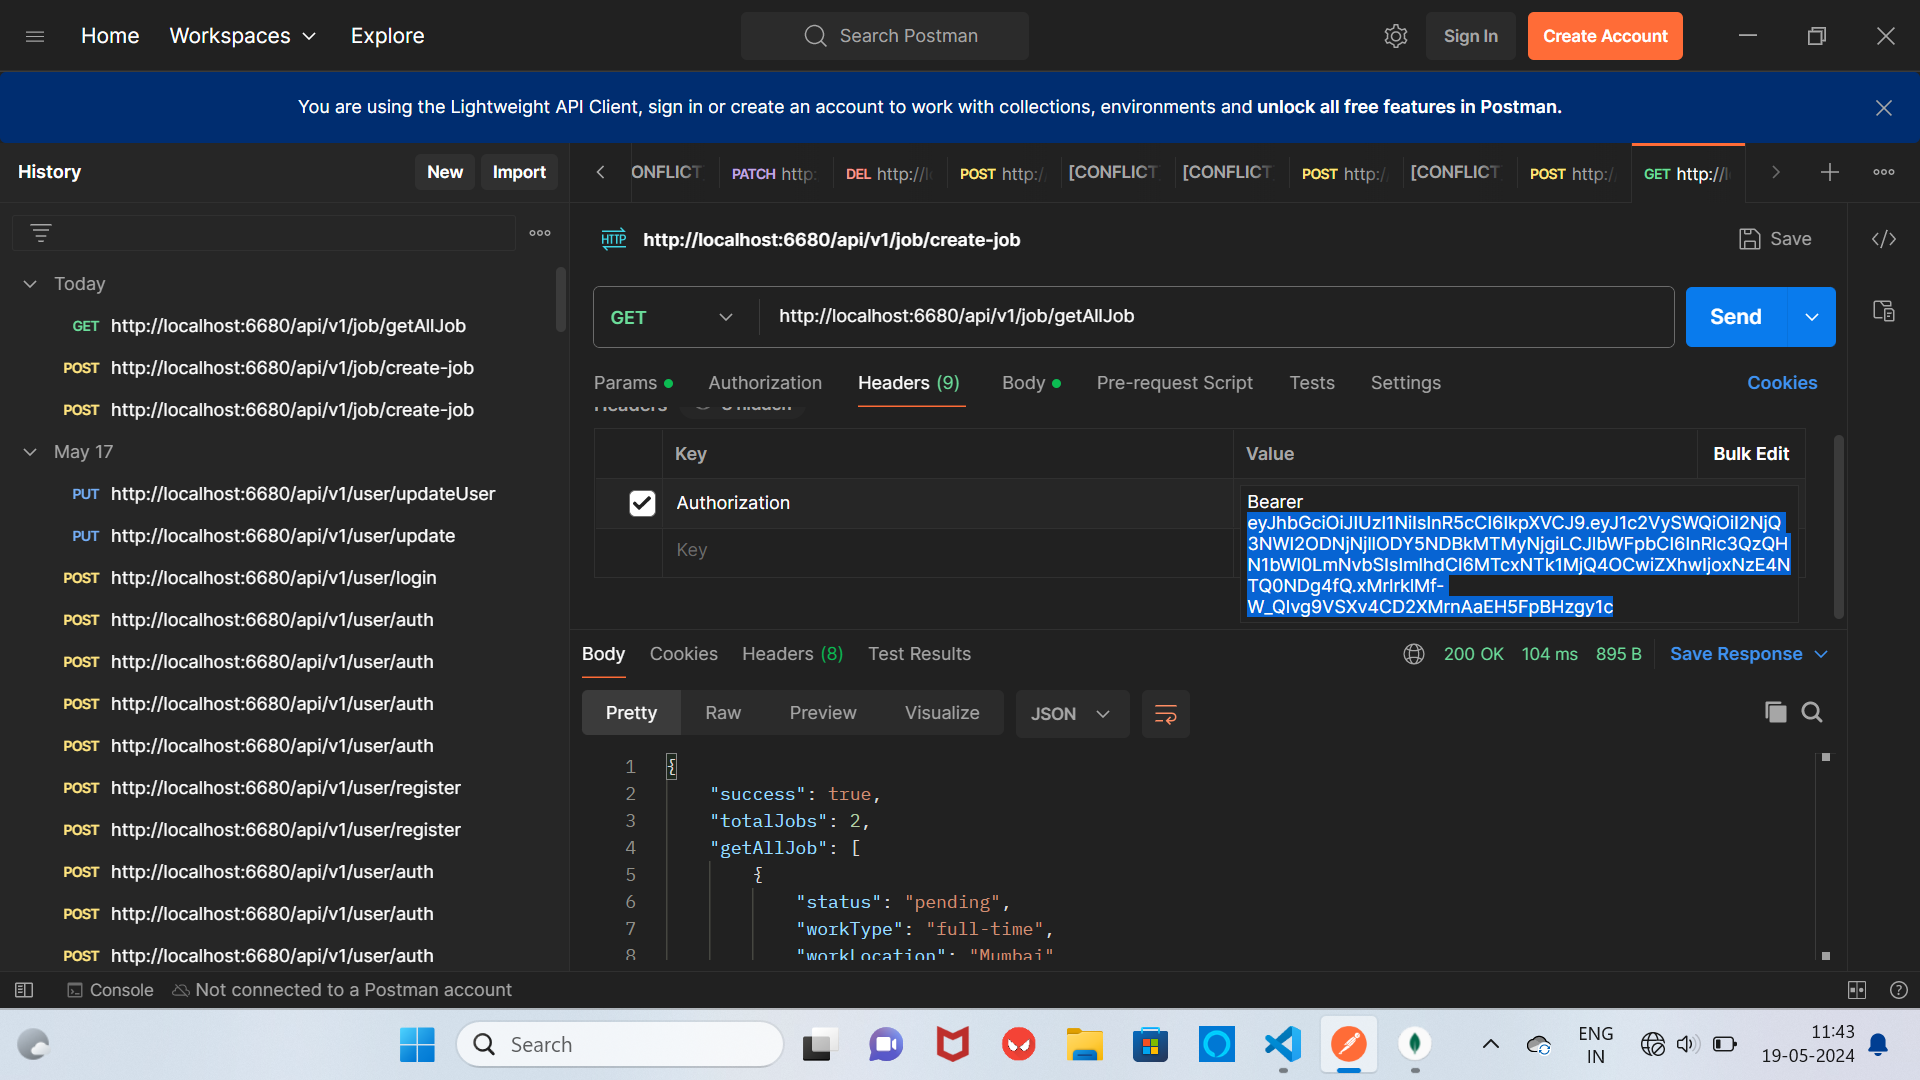 Home Workspaces Explore
Search Postman
Sign In Create Account
You are using the Lightweight API Client, sign in or create an account to work with collections, environments and unlock all free features in Postman.
History New Import
ONFLICT PATCH http: DEL http://l POST http:/ [CONFLICT [CONFLICT POST http:/ [CONFLICT POST http:/ GET http://l
HTTP http://localhost:6680/api/v1/job/create-job Save
Today
GET http://localhost:6680/api/v1/job/getAllJob
POST http://localhost:6680/api/v1/job/create-job
POST http://localhost:6680/api/v1/job/create-job
May 17
PUT http://localhost:6680/api/v1/user/updateUser
PUT http://localhost:6680/api/v1/user/update
POST http://localhost:6680/api/v1/user/login
POST http://localhost:6680/api/v1/user/auth
POST http://localhost:6680/api/v1/user/auth
POST http://localhost:6680/api/v1/user/auth
POST http://localhost:6680/api/v1/user/auth
POST http://localhost:6680/api/v1/user/register
POST http://localhost:6680/api/v1/user/register
POST http://localhost:6680/api/v1/user/auth
POST http://localhost:6680/api/v1/user/auth
POST http://localhost:6680/api/v1/user/auth
GET http://localhost:6680/api/v1/job/getAllJob Send
Params Authorization Headers (9) Body Pre-request Script Tests Settings Cookies
Headers hidden
Key Value Bulk Edit
Authorization Bearer
Key
Body Cookies Headers (8) Test Results 200 OK 104 ms 895 B Save Response
Pretty Raw Preview Visualize JSON
1 {
2 "success": true,
3 "totalJobs": 2,
4 "getAllJob": [
5 {
6 "status": "pending",
7 "workType": "full-time",
8 "workLocation": "Mumbai"
Console Not connected to a Postman account
Search
ENG
IN
11:43
19-05-2024